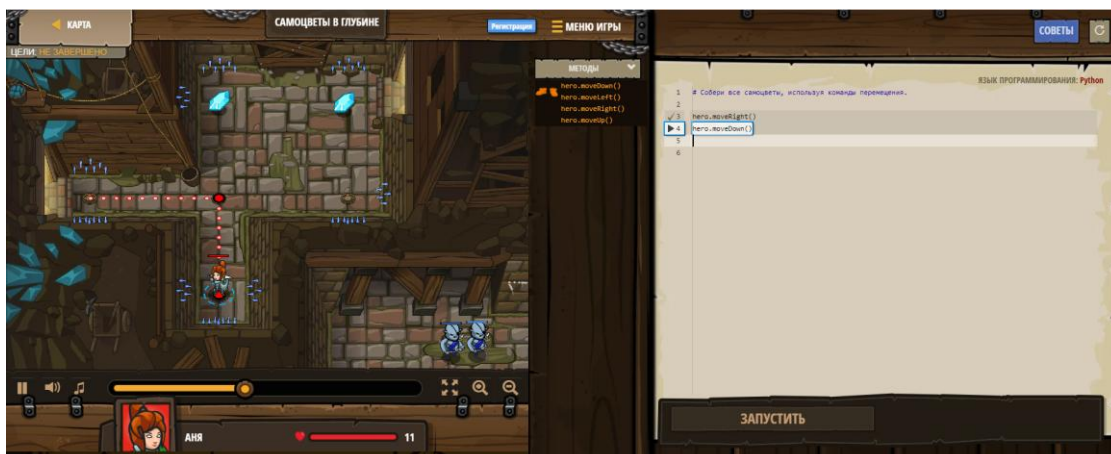 КАРТА
САМОЦВЕТЫ В ГЛУБИНЕ
Регистрация
МЕНЮ ИГРЫ
СОВЕТЫ
ЦЕЛИ: НЕ ЗАВЕРШЕНО
МЕТОДЫ
hero.moveDown()
hero.moveLeft()
hero.moveRight()
hero.moveUp()
ЯЗЫК ПРОГРАММИРОВАНИЯ: Python
1 # Собери все самоцветы, используя команды перемещения.
2
3 hero.moveRight()
4 hero.moveDown()
5
6
ЗАПУСТИТЬ
АНЯ
11